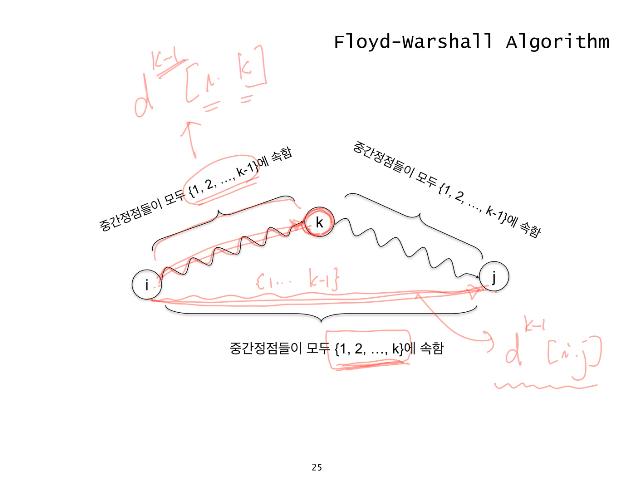 Floyd-Warshall Algorithm
d^{k-1} [i. k]
중간정점들이 모두 {1, 2, …, k-1}에 속함
중간정점들이 모두 {1, 2, …, k-1}에 속함
k
i
j
{1... k-1}
중간정점들이 모두 {1, 2, …, k}에 속함
d^{k-1} [i.j]
25